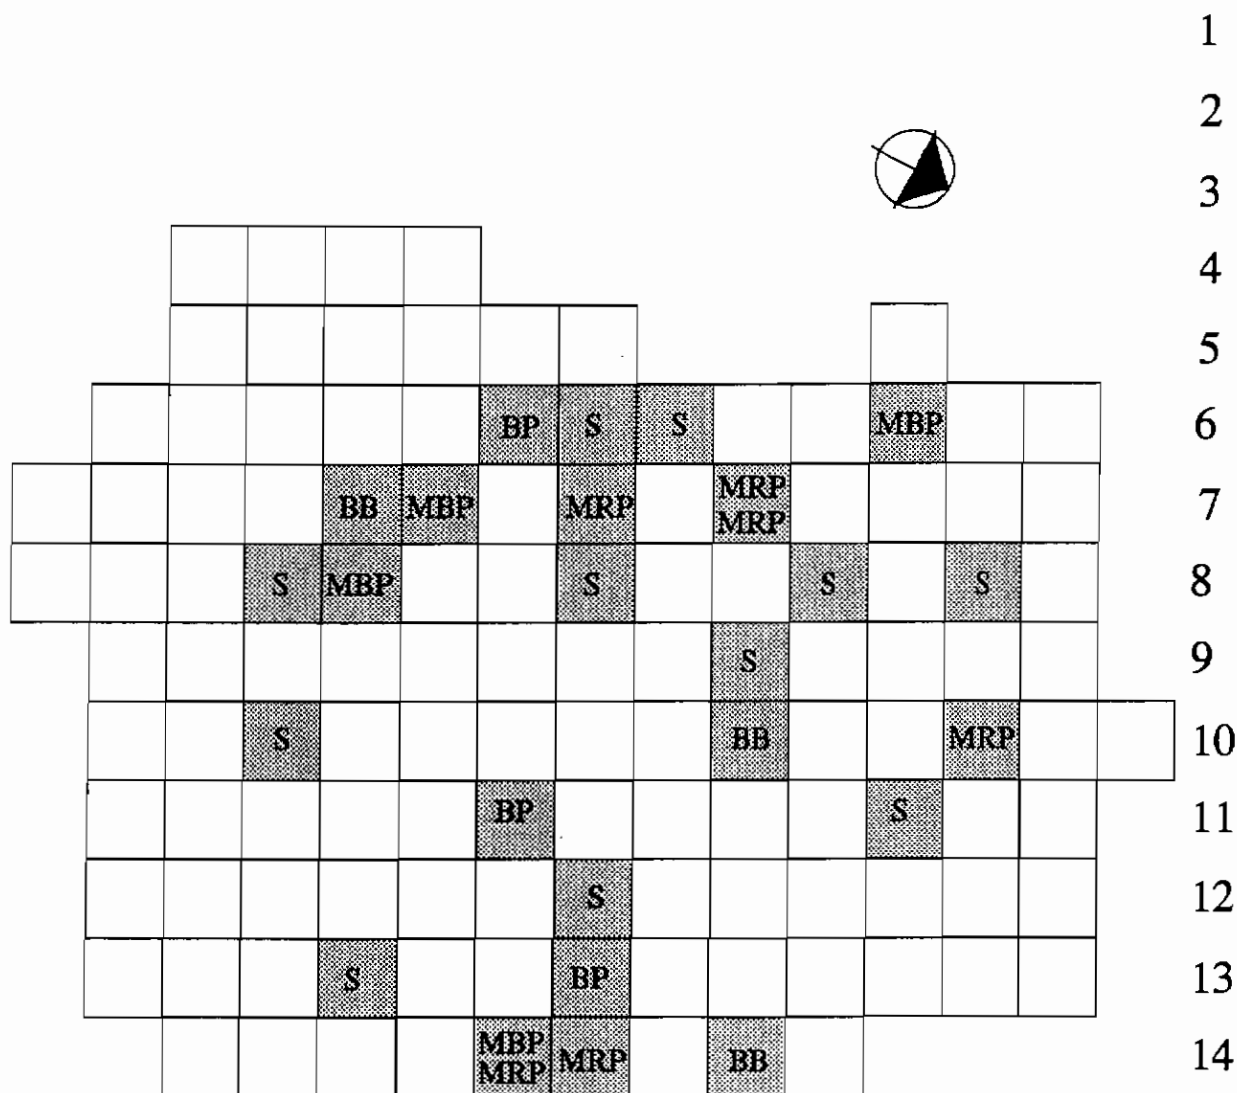 1
2
3
4
5
BP S S MBP 6
BB MBP MRP MRP MRP 7
S MBP S S S 8
S 9
S BB MRP 10
BP S 11
S 12
S BP 13
MBP MRP MRP BB 14